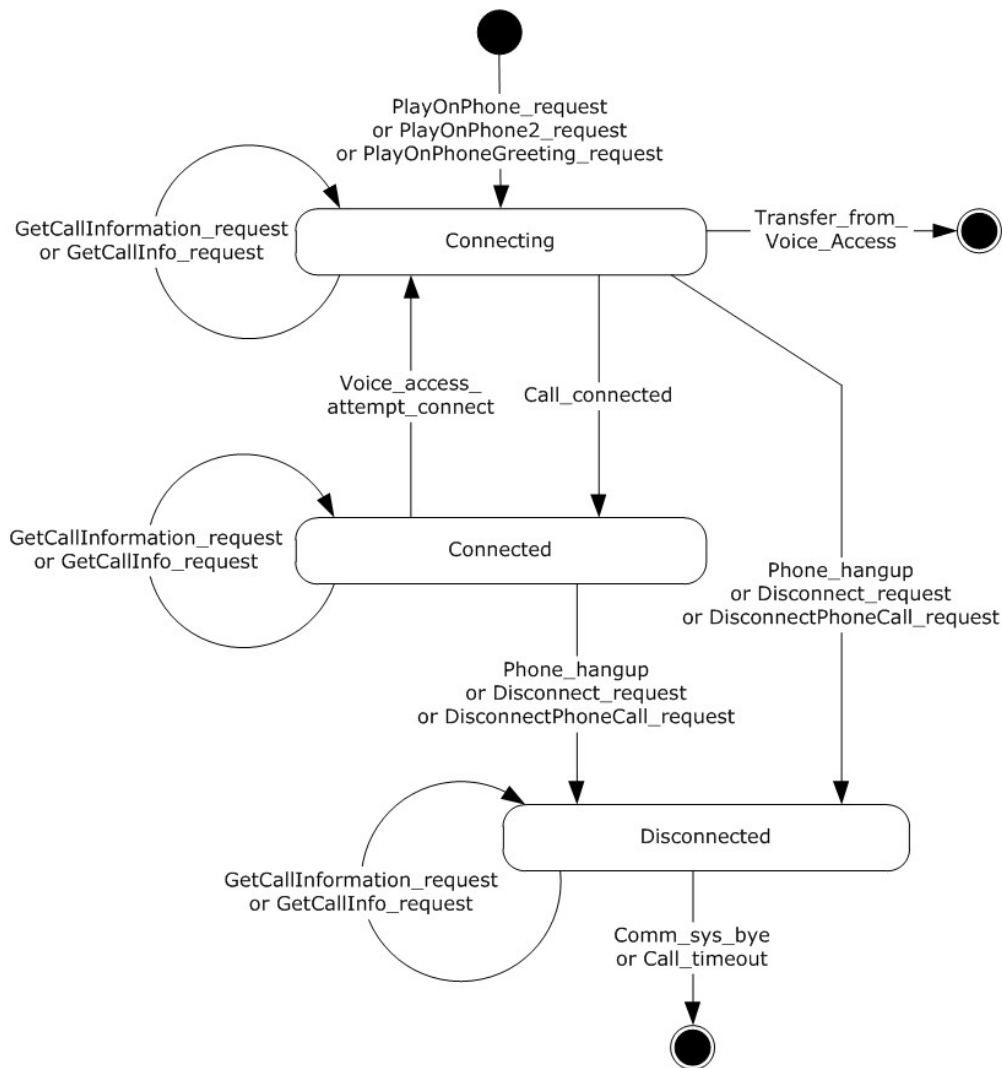 PlayOnPhone_request
or PlayOnPhone2_request
or PlayOnPhoneGreeting_request
GetCallInformation_request
or GetCallInfo_request
Connecting
Transfer_from_
Voice_Access
Voice_access_
attempt_connect
Call_connected
GetCallInformation_request
or GetCallInfo_request
Connected
Phone_hangup
or Disconnect_request
or DisconnectPhoneCall_request
Phone_hangup
or Disconnect_request
or DisconnectPhoneCall_request
Disconnected
GetCallInformation_request
or GetCallInfo_request
Comm_sys_bye
or Call_timeout